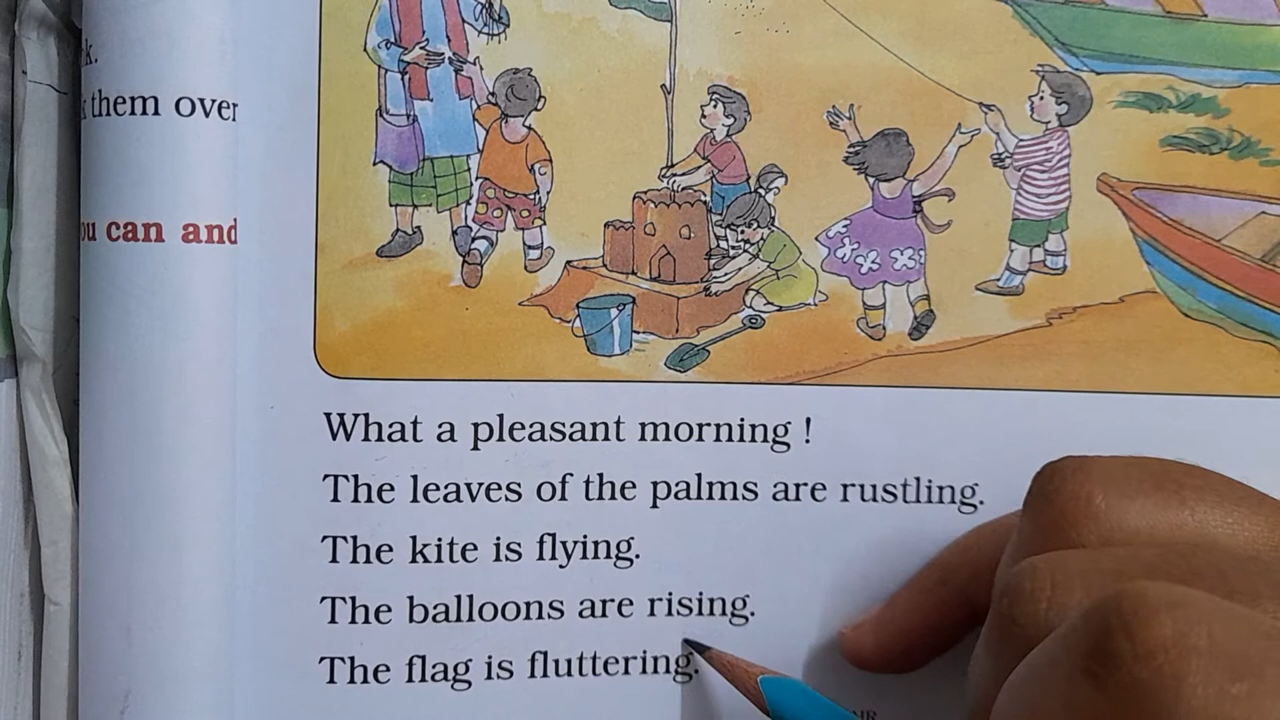 them over
can and
What a pleasant morning !
The leaves of the palms are rustling.
The kite is flying.
The balloons are rising.
The flag is fluttering.